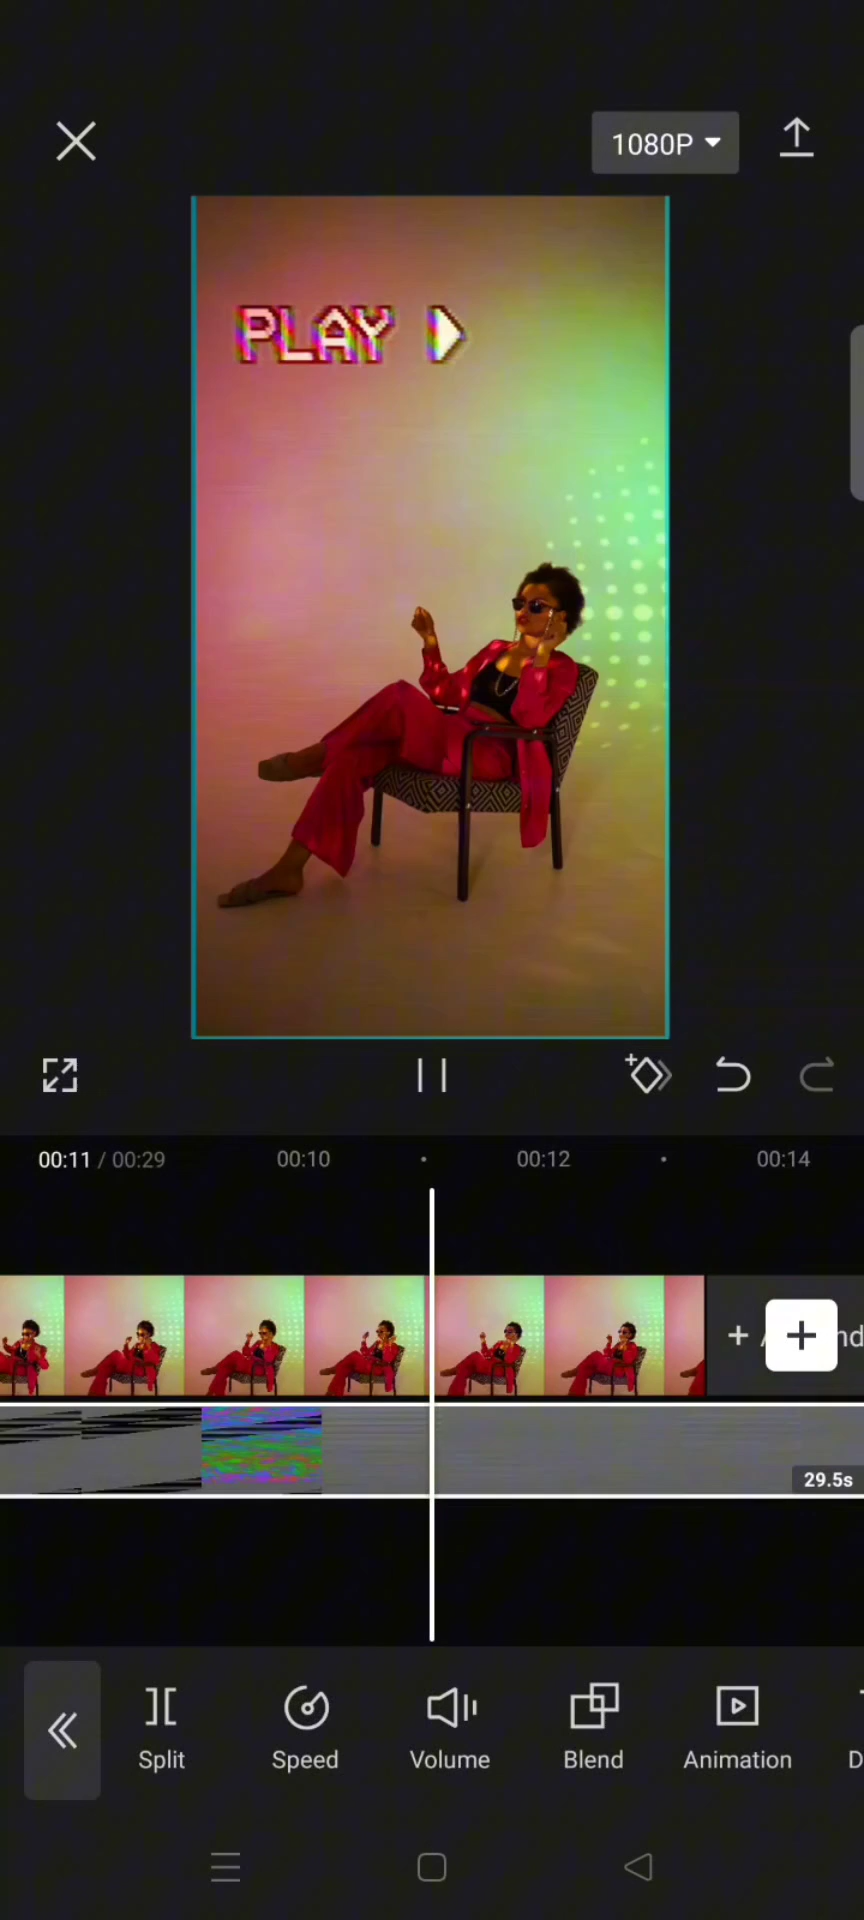 1080P
PLAY
00:11 / 00:29 00:10 00:12 00:14
+
29.5s
Split Speed Volume Blend Animation